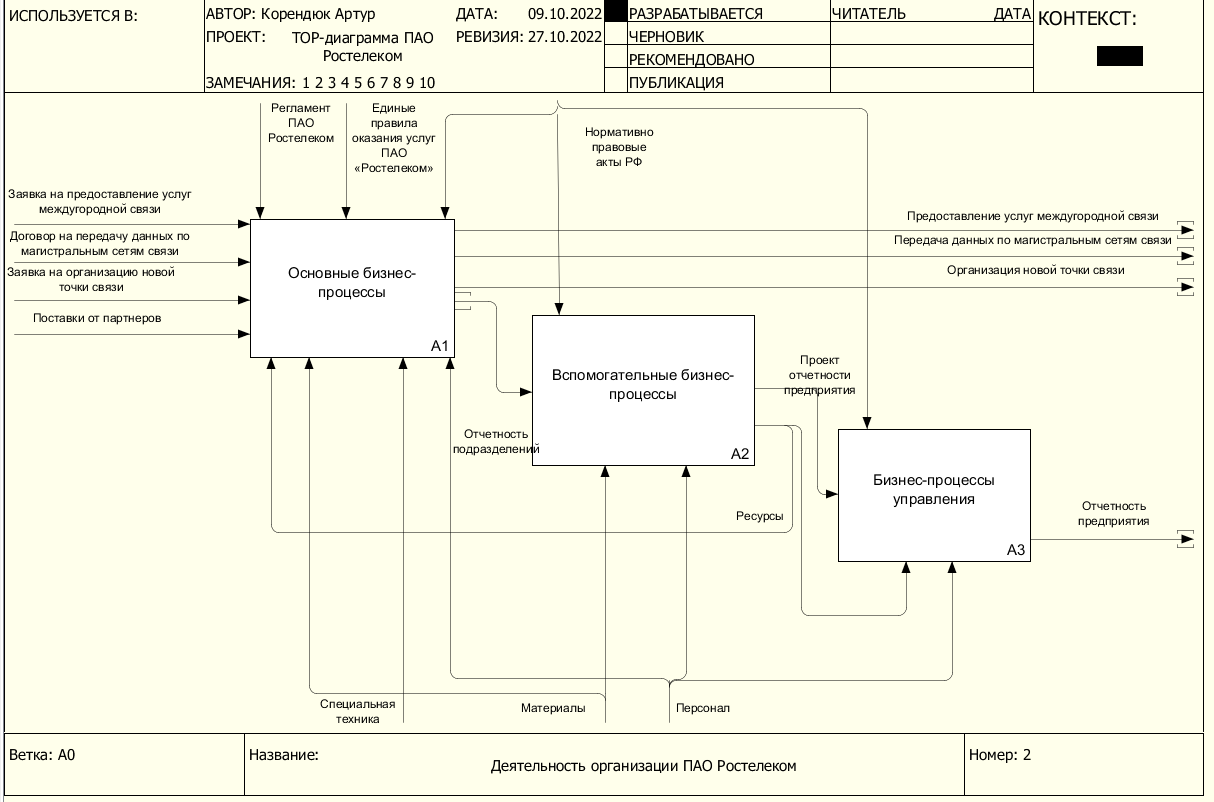 ИСПОЛЬЗУЕТСЯ В:
АВТОР: Корендюк Артур
ДАТА: 09.10.2022
ПРОЕКТ: TOP-диаграмма ПАО
Ростелеком
РЕВИЗИЯ: 27.10.2022
ЗАМЕЧАНИЯ: 1 2 3 4 5 6 7 8 9 10
РАЗРАБАТЫВАЕТСЯ
ЧЕРНОВИК
РЕКОМЕНДОВАНО
ПУБЛИКАЦИЯ
ЧИТАТЕЛЬ ДАТА
КОНТЕКСТ:
Регламент
ПАО
Ростелеком
Единые
правила
оказания услуг
ПАО
«Ростелеком»
Нормативно
правовые
акты РФ
Заявка на предоставление услуг
междугородной связи
Договор на передачу данных по
магистральным сетям связи
Заявка на организацию новой
точки связи
Поставки от партнеров
Основные бизнес-
процессы
A1
Предоставление услуг междугородной связи
Передача данных по магистральным сетям связи
Организация новой точки связи
Вспомогательные бизнес-
процессы
A2
Проект
отчетности
предприятия
Отчетность
подразделений
Бизнес-процессы
управления
A3
Ресурсы
Отчетность
предприятия
Специальная
техника
Материалы
Персонал
Ветка: A0
Название:
Деятельность организации ПАО Ростелеком
Номер: 2